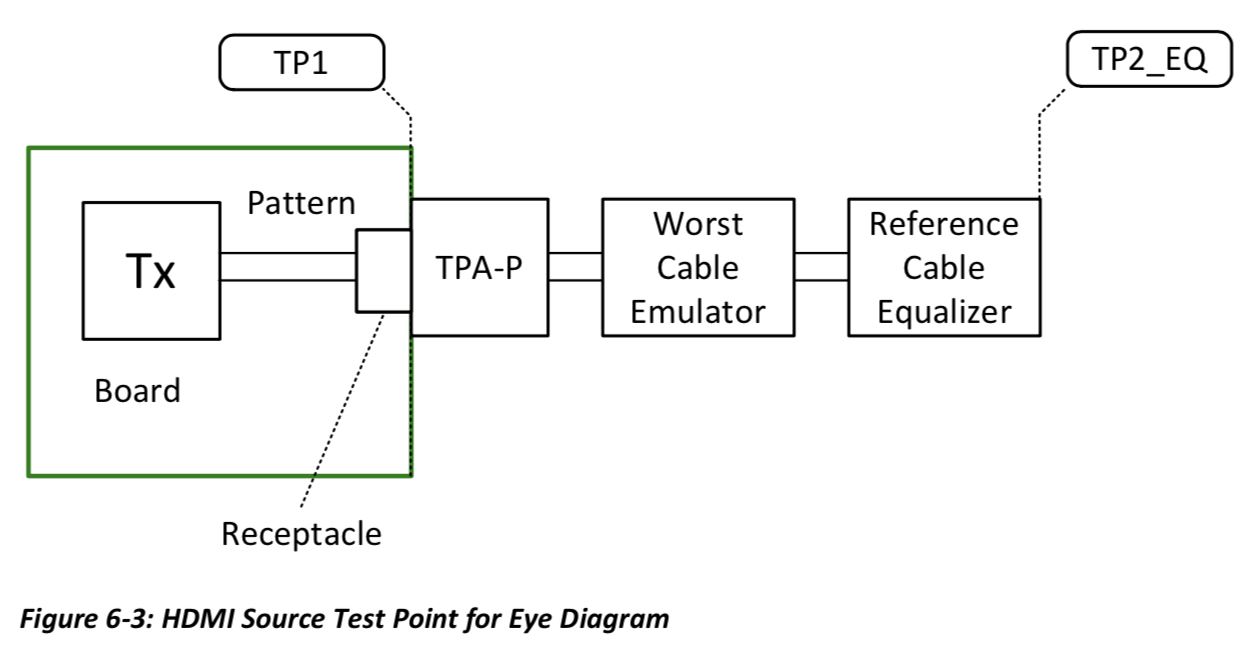 TP1
TP2_EQ
Pattern
Tx
TPA-P
Worst
Cable
Emulator
Reference
Cable
Equalizer
Board
Receptacle
Figure 6-3: HDMI Source Test Point for Eye Diagram